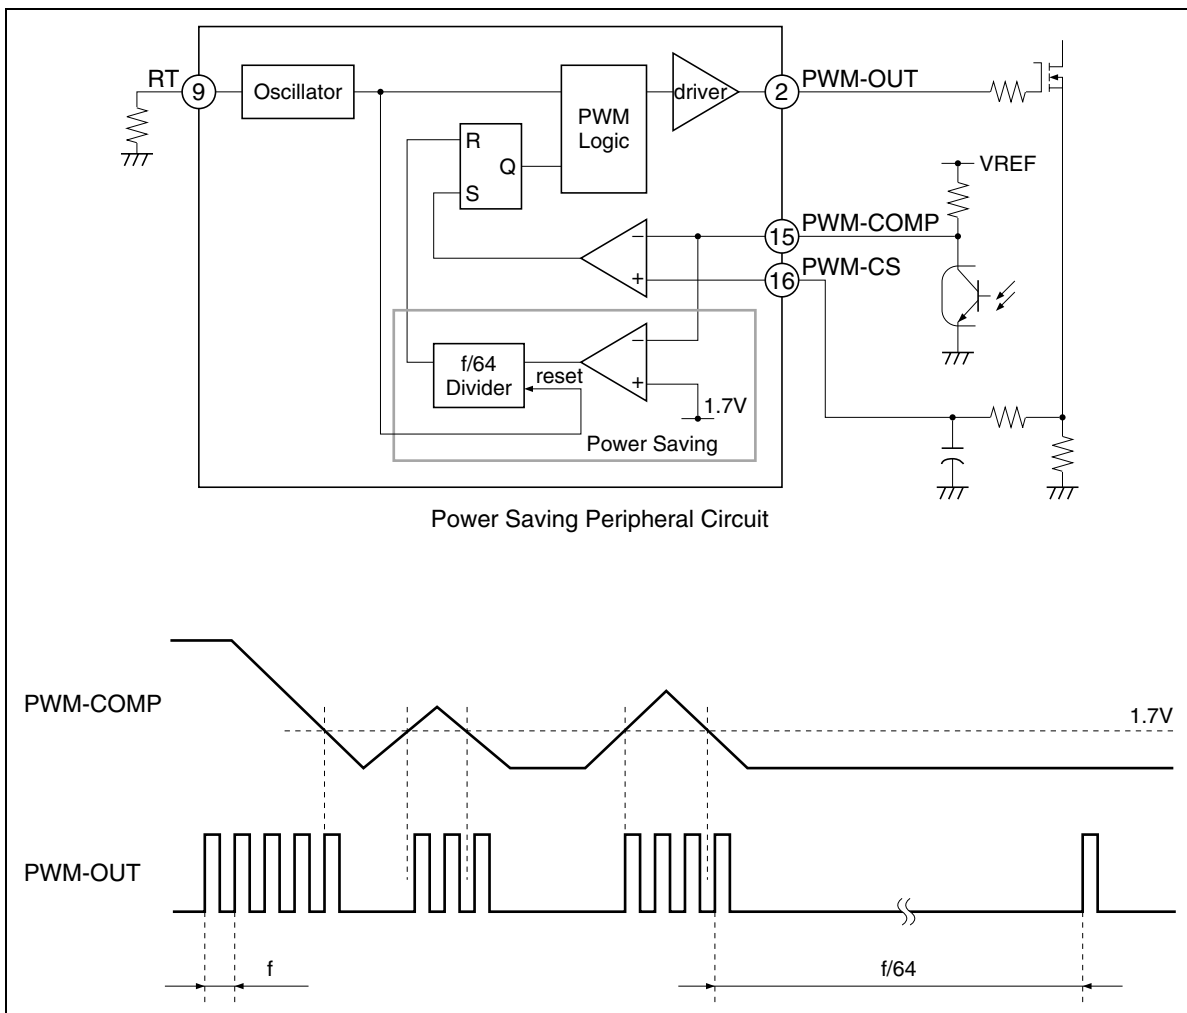 RT
9
Oscillator
PWM
Logic
driver
2
PWM-OUT
R
S
Q
VREF
15
PWM-COMP
16
PWM-CS
−
+
f/64
Divider
reset
−
+
1.7V
Power Saving
Power Saving Peripheral Circuit
PWM-COMP
1.7V
PWM-OUT
f
f/64